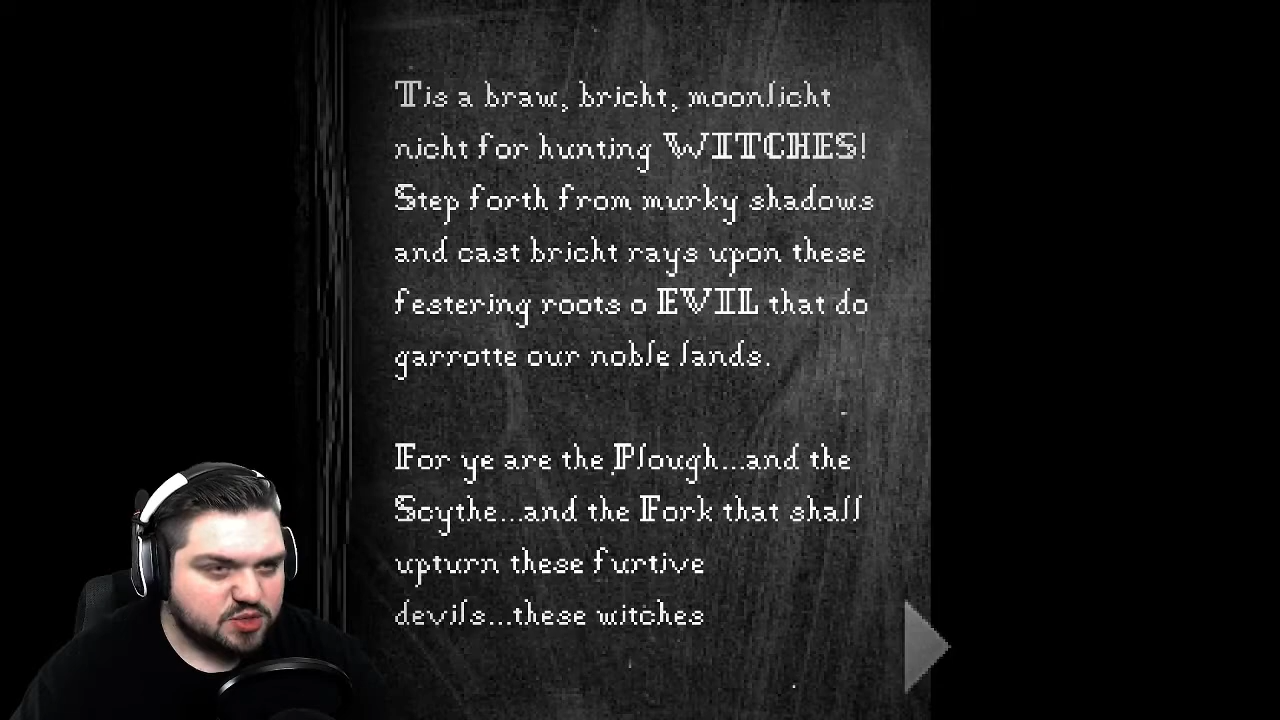 Tis a braw, bricht, moonlicht
nicht for hunting WITCHES!
Step forth from murky shadows
and cast bricht rays upon these
festering roots o EVIL that do
garrotte our noble lands.
For ye are the Plough...and the
Scythe...and the Fork that shall
upturn these furtive
devils...these witches